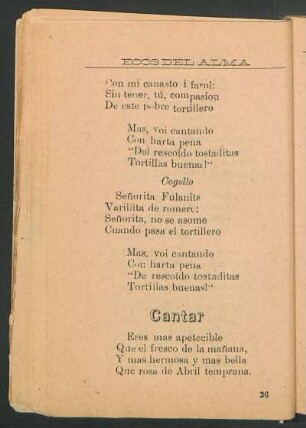 ECOS DEL ALMA
Con mi canasto i farol:
Sin tener, tú, compasion
De este pobre tortillero
Mas, voi cantando
Con harta pena
"Del rescoldo tostaditas
Tortillas buenas!"
Cogollo
Señorita Fulanita
Varillita de romero;
Señorita, no se asome
Cuando pasa el tortillero
Mas, voi cantando
Con harta pena
"De rescoldo tostaditas
Tortillas buenas!"
Cantar
Eres mas apetecible
Que el fresco de la mañana,
Y mas hermosa y mas bella
Que rosa de Abril temprana.
36